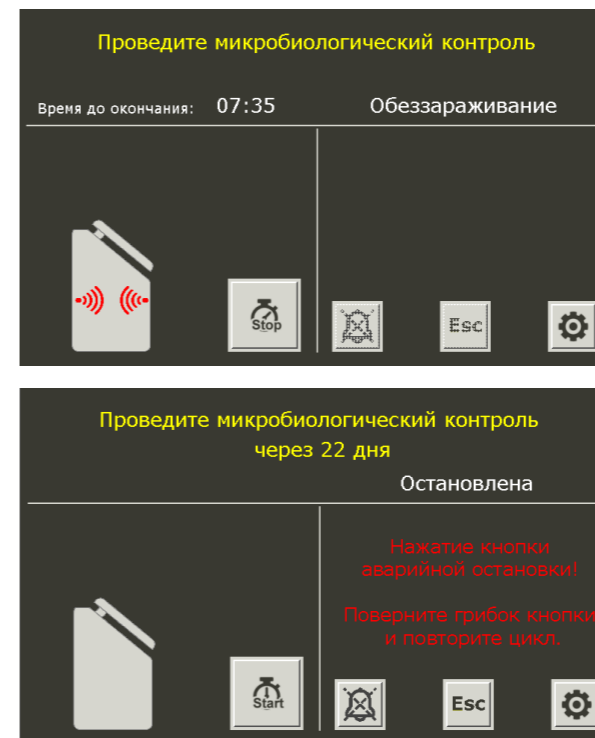 Проведите микробиологический контроль
Время до окончания: 07:35 Обеззараживание
Stop
Esc
Проведите микробиологический контроль
через 22 дня
Остановлена
Нажатие кнопки
аварийной остановки!
Поверните грибок кнопки
и повторите цикл.
Start
Esc